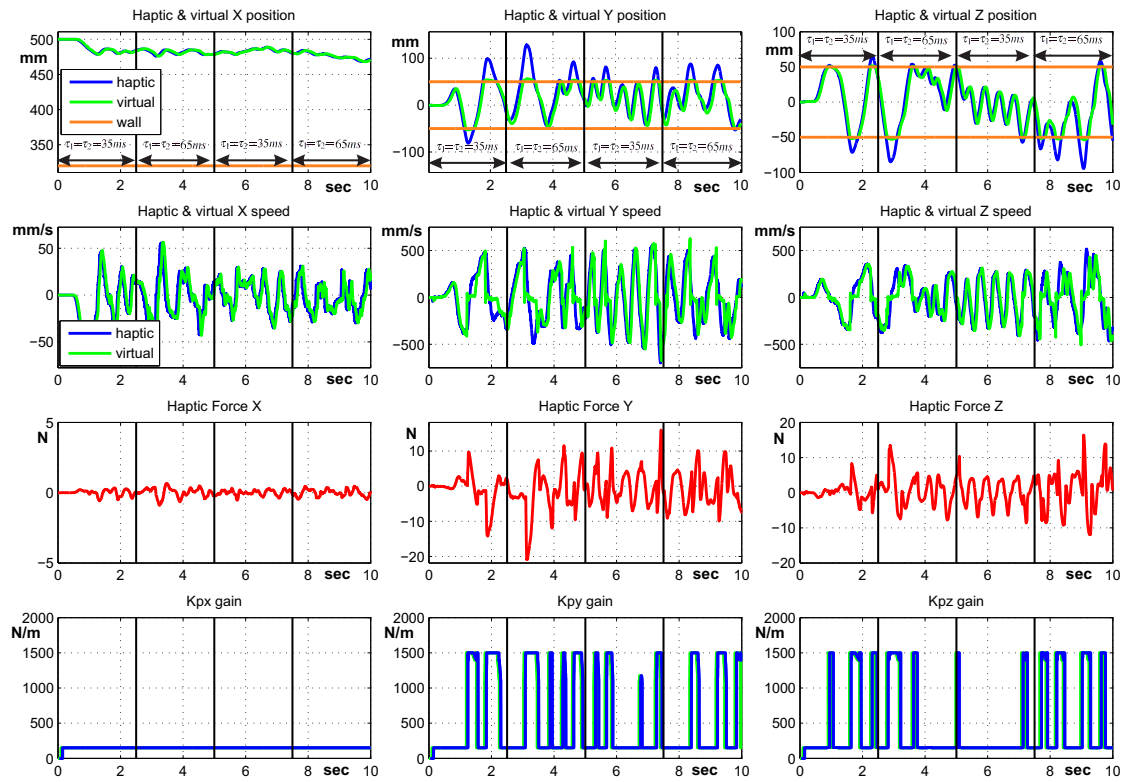 Haptic & virtual X position
Haptic & virtual Y position
Haptic & virtual Z position
500
mm
480
haptic
virtual
wall
τ1=τ2=35ms
τ1=τ2=65ms
τ1=τ2=35ms
τ1=τ2=65ms
340
320
sec
0 2 4 6 8 10
mm
100
0
−100
τ1=τ2=35ms
τ1=τ2=65ms
τ1=τ2=35ms
τ1=τ2=65ms
sec
0 2 4 6 8 10
mm
100
50
0
−50
−100
τ1=τ2=35ms
τ1=τ2=65ms
τ1=τ2=35ms
τ1=τ2=65ms
sec
0 2 4 6 8 10
Haptic & virtual X speed
Haptic & virtual Y speed
Haptic & virtual Z speed
mm/s
50
0
−50
haptic
virtual
sec
0 2 4 6 8 10
mm/s
500
0
−500
sec
0 2 4 6 8 10
mm/s
500
0
−500
sec
0 2 4 6 8 10
Haptic Force X
Haptic Force Y
Haptic Force Z
5
N
0
−5
sec
0 2 4 6 8 10
N
10
0
−10
−20
sec
0 2 4 6 8 10
20
N
10
0
−10
20
sec
0 2 4 6 8 10
Kpx gain
Kpy gain
Kpz gain
2000
N/m
1500
1000
500
0
sec
0 2 4 6 8 10
2000
N/m
1500
1000
500
0
sec
0 2 4 6 8 10
2000
N/m
1500
1000
500
0
sec
0 2 4 6 8 10